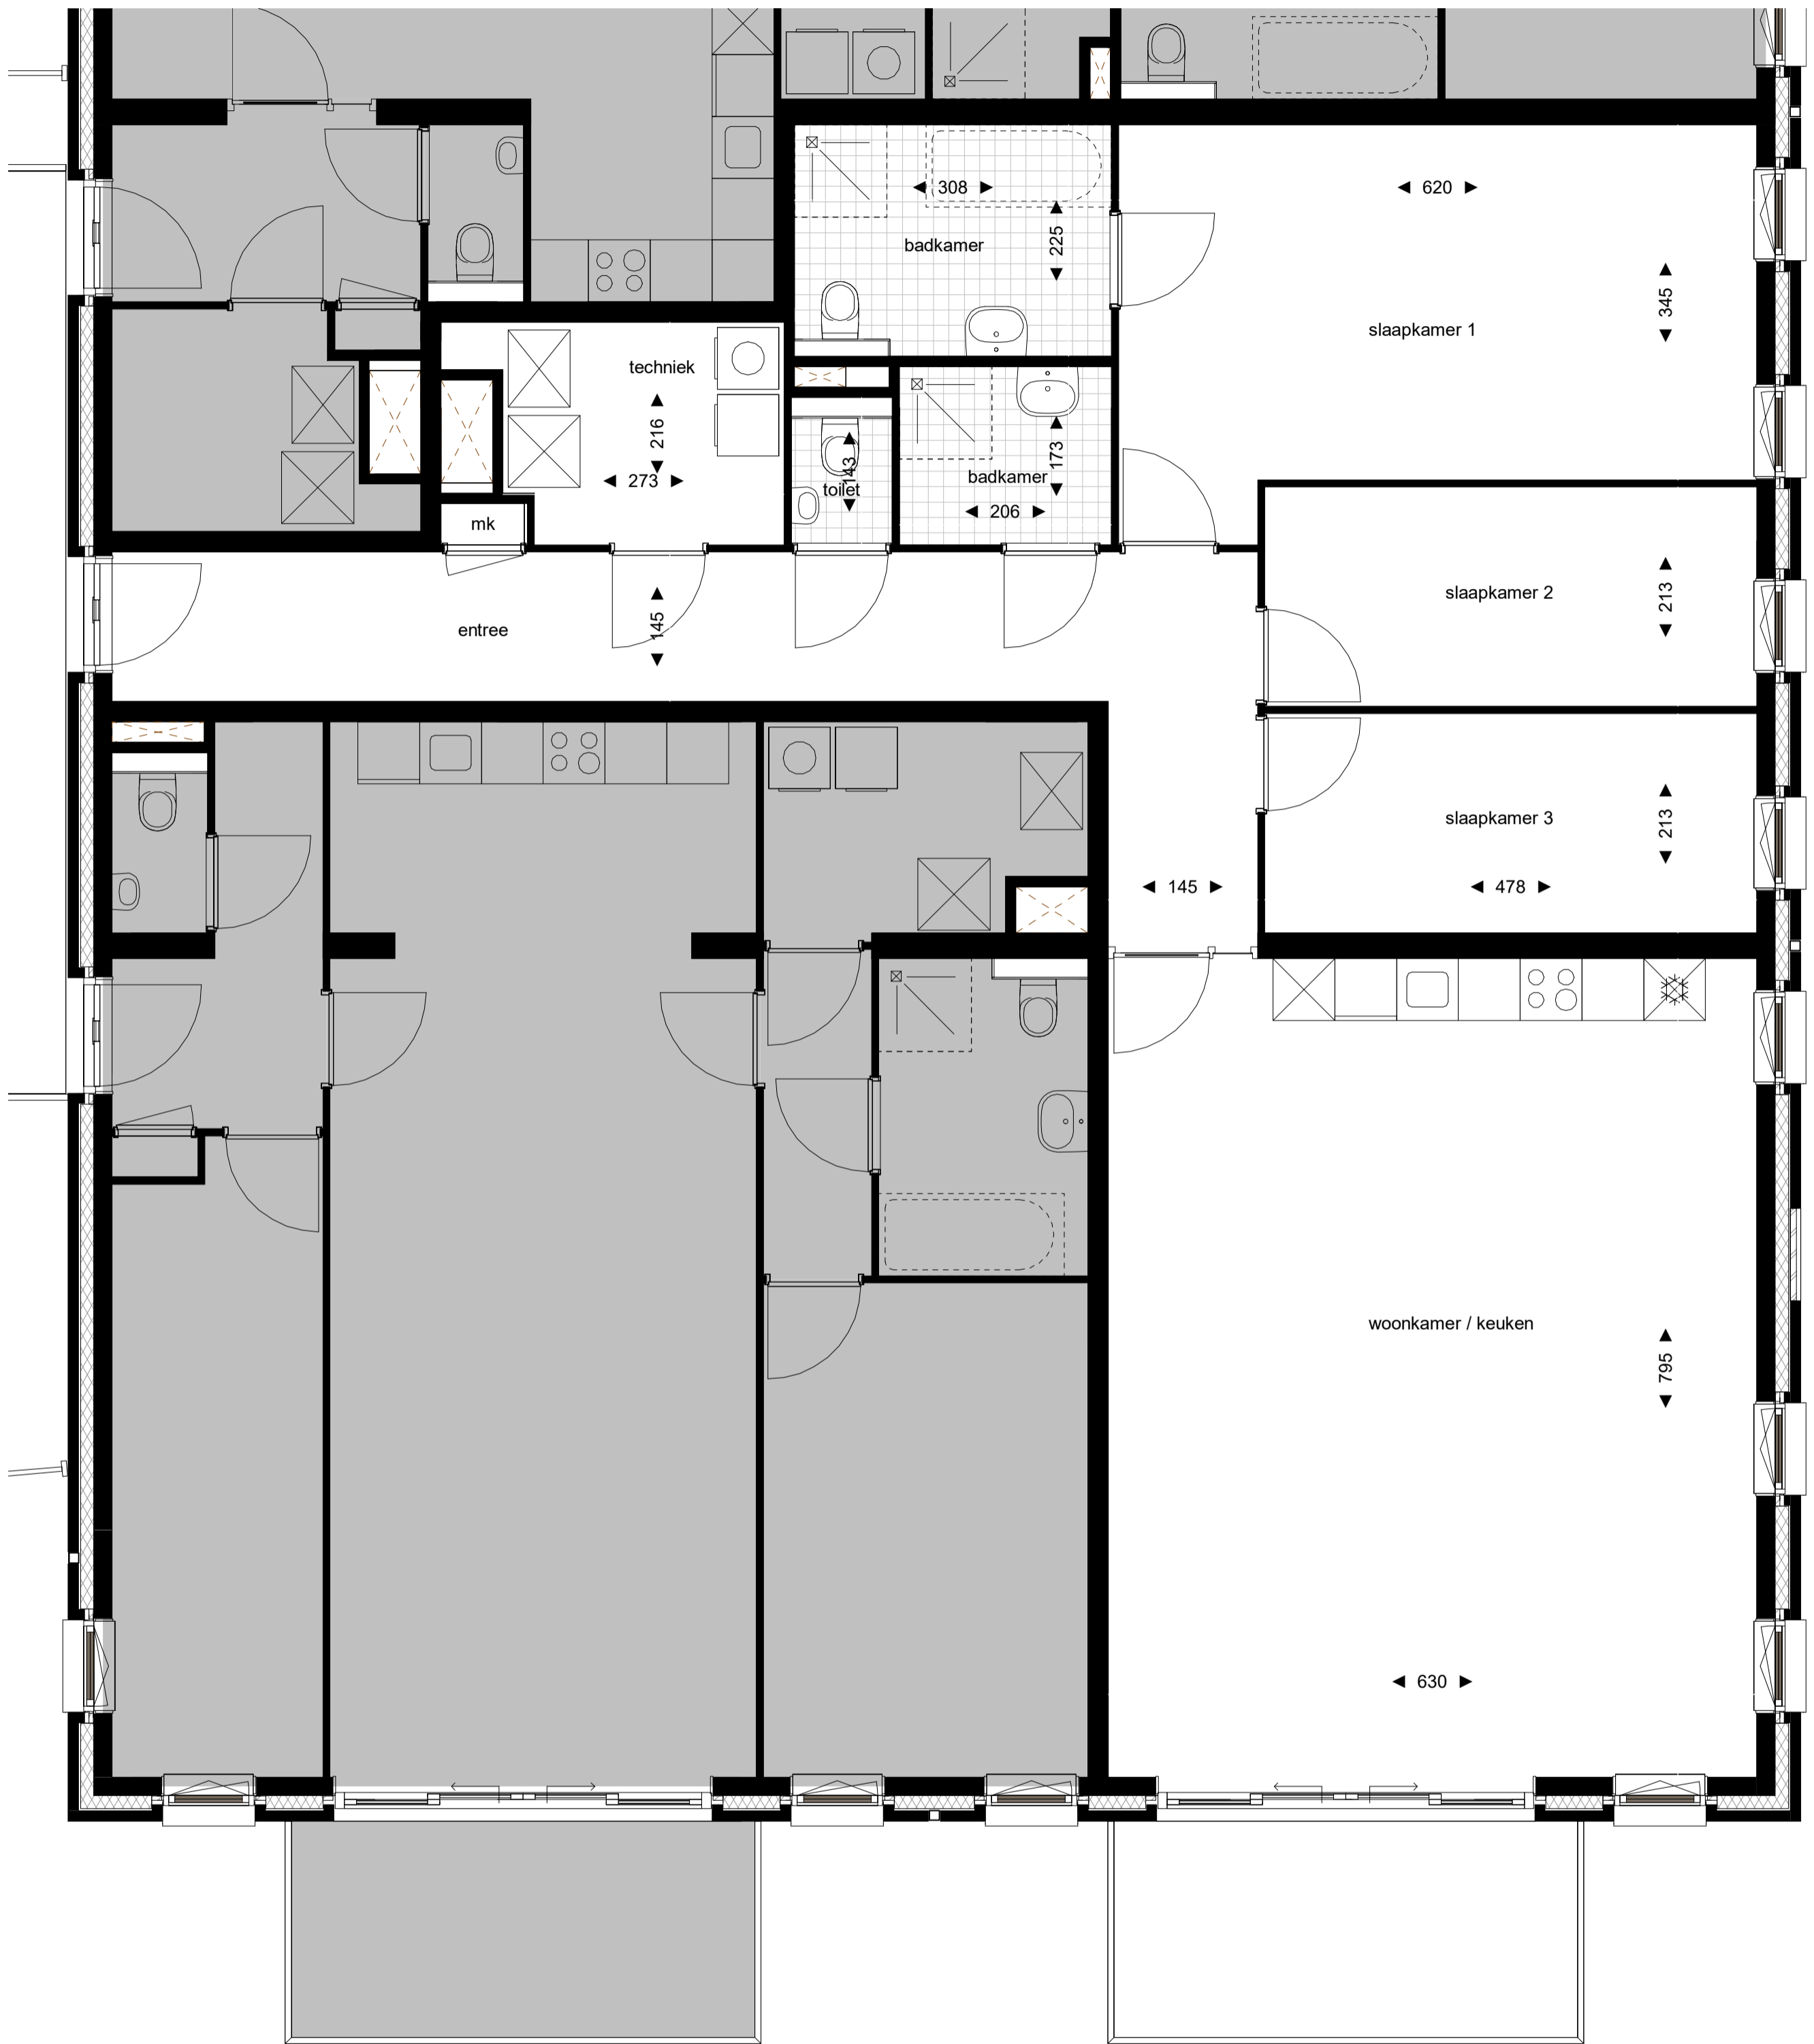 ◄ 308 ►
◄ 620 ►
badkamer
◄ 225 ►
◄ 345 ►
slaapkamer 1
techniek
◄ 216 ►
◄ 273 ►
◄ 143 ►
toilet
◄ 173 ►
badkamer
◄ 206 ►
mk
slaapkamer 2
◄ 213 ►
entree
◄ 145 ►
slaapkamer 3
◄ 213 ►
◄ 145 ►
◄ 478 ►
woonkamer / keuken
◄ 795 ►
◄ 630 ►